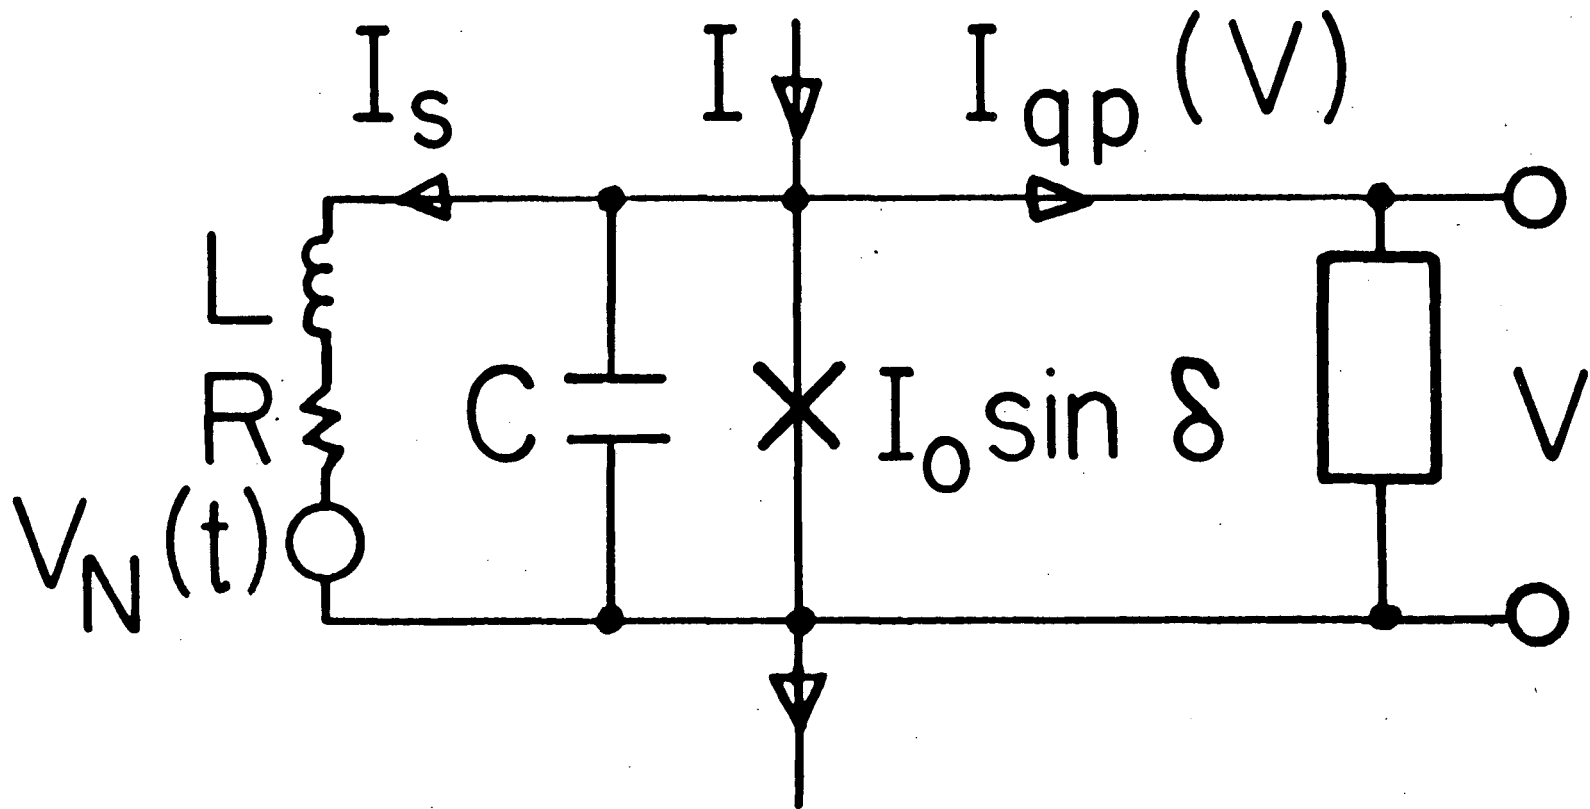 I_s I I_qp (V)
L
R
C
I_0 sin δ
V
V_N (t)